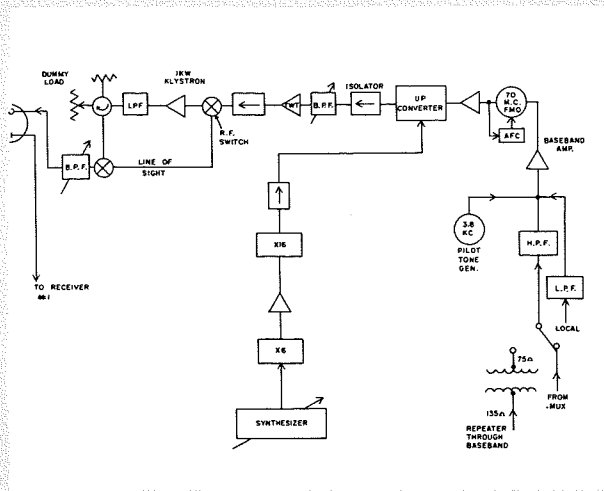 DUMMY
LOAD
1KW
KLYSTRON
ISOLATOR
LPF
TWT
B.P.F.
UP
CONVERTER
70
M.C.
FMO
AFC
R.F.
SWITCH
B.P.F.
LINE OF
SIGHT
BASEBAND
AMP.
3.8
KC
PILOT
TONE
GEN.
H.P.F.
L.P.F.
X16
TO RECEIVER
#1
LOCAL
X6
75Ω
FROM
MUX
SYNTHESIZER
135Ω
REPEATER
THROUGH
BASEBAND